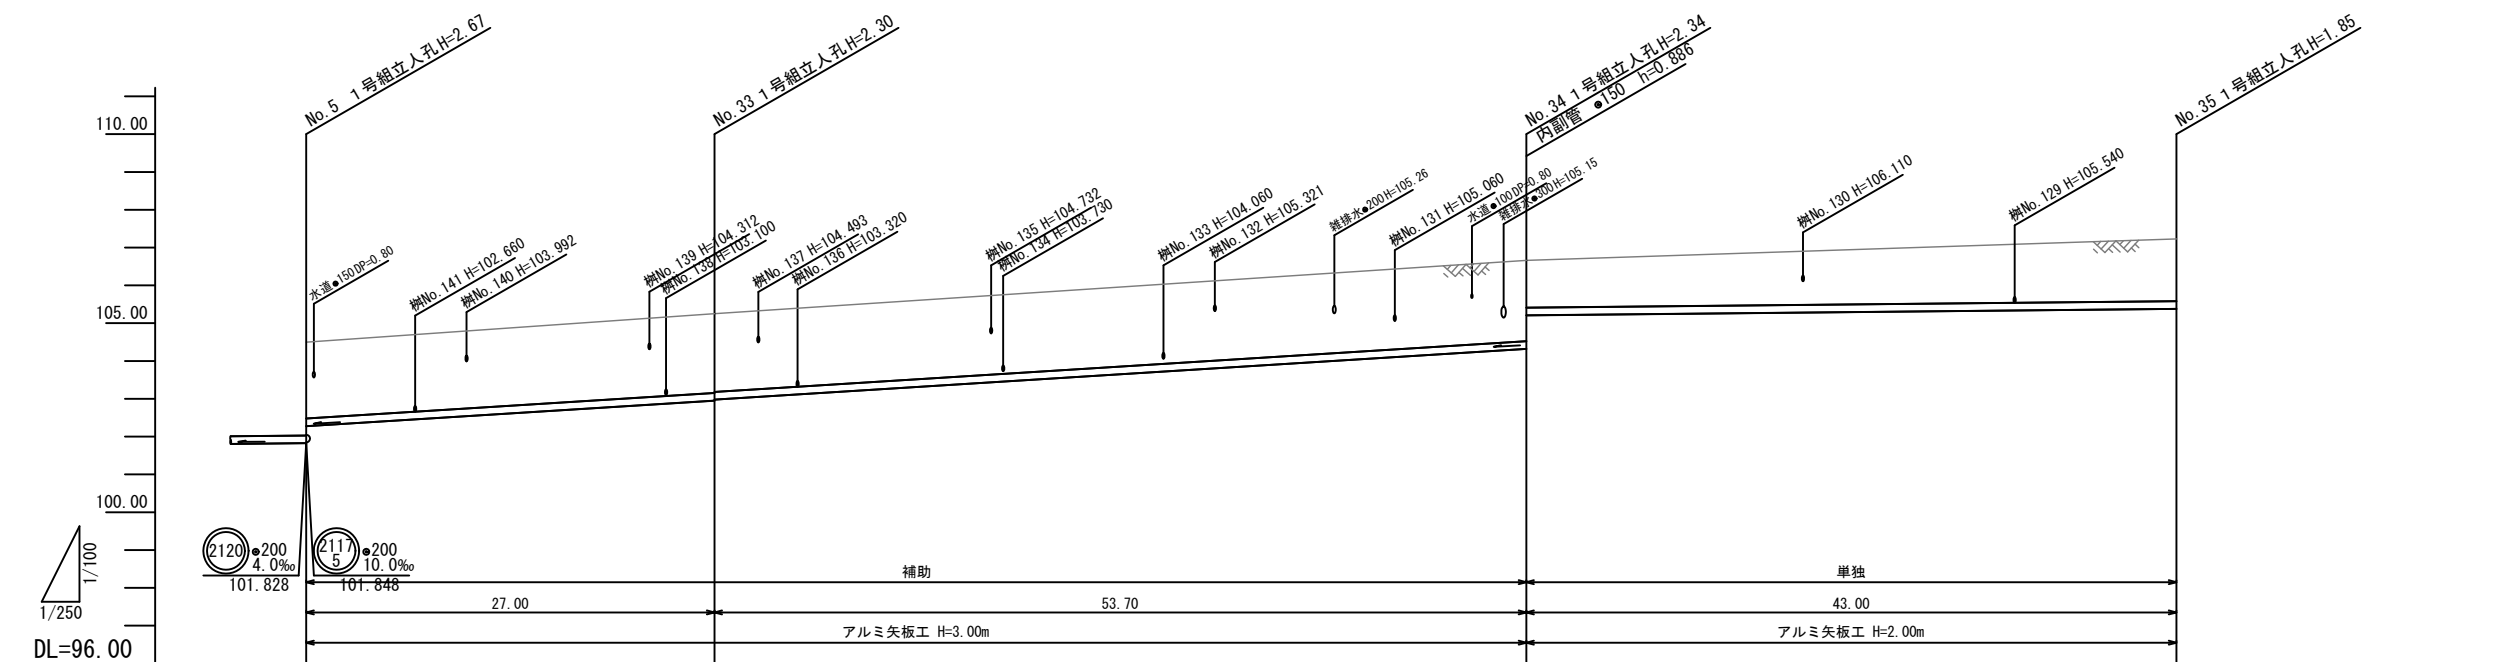 No.5 1号組立人孔H=2.67
No.33 1号組立人孔H=2.30
No.34 1号組立人孔H=2.34
内副管 ◉150 h=0.886
No.35 1号組立人孔H=1.85
110.00
105.00
100.00
水道●150DP=0.80
桝No.141 H=102.660
桝No.140 H=103.992
桝No.139 H=104.312
桝No.138 H=103.100
桝No.137 H=104.493
桝No.136 H=103.320
桝No.135 H=104.732
桝No.134 H=103.730
桝No.133 H=104.060
桝No.132 H=105.321
雑排水●200H=105.26
桝No.131 H=105.060
水道●100DP=0.80
雑排水●300H=105.15
桝No.130 H=106.110
桝No.129 H=105.540
2120 ◉200
4.0‰
101.828
2117
5
◉200
10.0‰
101.848
1/100
1/250
DL=96.00
補助
単独
27.00
53.70
43.00
アルミ矢板工 H=3.00m
アルミ矢板工 H=2.00m